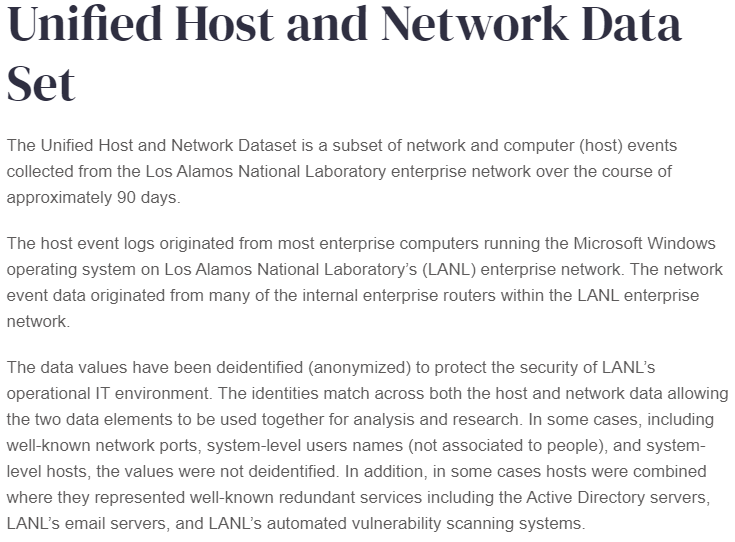 Unified Host and Network Data
Set
The Unified Host and Network Dataset is a subset of network and computer (host) events
collected from the Los Alamos National Laboratory enterprise network over the course of
approximately 90 days.
The host event logs originated from most enterprise computers running the Microsoft Windows
operating system on Los Alamos National Laboratory’s (LANL) enterprise network. The network
event data originated from many of the internal enterprise routers within the LANL enterprise
network.
The data values have been deidentified (anonymized) to protect the security of LANL’s
operational IT environment. The identities match across both the host and network data allowing
the two data elements to be used together for analysis and research. In some cases, including
well-known network ports, system-level users names (not associated to people), and system-
level hosts, the values were not deidentified. In addition, in some cases hosts were combined
where they represented well-known redundant services including the Active Directory servers,
LANL’s email servers, and LANL’s automated vulnerability scanning systems.